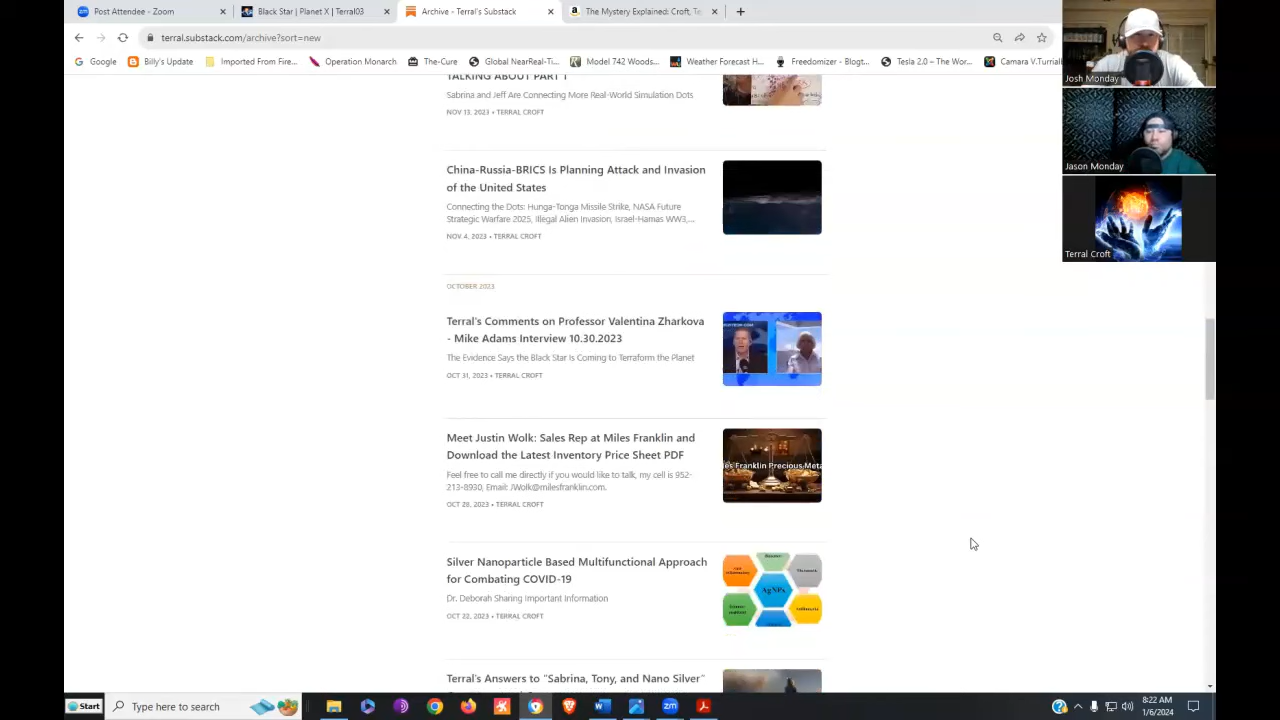 Post Attendee - Zoom
Black Star | Planet X | Terral03
Archive - Terral's Substack
The Mystery Explained: Croft, Te
terral.substack.com/archive?sort=new
Google
Billy's Update
Imported From Fire...
Operation Monarch
The-Cure
Global NearReal-Ti...
Model 742 Woods...
Weather Forecast H...
Freedomizer - Blogt...
Tesla 2.0 – The Wor...
Camara V.Turrial
Josh Monday
Jason Monday
Terral Croft
TALKING ABOUT PART 1
Sabrina and Jeff Are Connecting More Real-World Simulation Dots
NOV 13, 2023 • TERRAL CROFT
China-Russia-BRICS Is Planning Attack and Invasion
of the United States
Connecting the Dots: Hunga-Tonga Missile Strike, NASA Future
Strategic Warfare 2025, Illegal Alien Invasion, Israel-Hamas WW3,...
NOV 4, 2023 • TERRAL CROFT
OCTOBER 2023
Terral's Comments on Professor Valentina Zharkova
- Mike Adams Interview 10.30.2023
The Evidence Says the Black Star Is Coming to Terraform the Planet
OCT 31, 2023 • TERRAL CROFT
Meet Justin Wolk: Sales Rep at Miles Franklin and
Download the Latest Inventory Price Sheet PDF
Feel free to call me directly if you would like to talk, my cell is 952-
213-8930, Email: JWolk@milesfranklin.com.
OCT 28, 2023 • TERRAL CROFT
es Franklin Precious Meta
Silver Nanoparticle Based Multifunctional Approach
for Combating COVID-19
Dr. Deborah Sharing Important Information
OCT 22, 2023 • TERRAL CROFT
AgNPs
Terral's Answers to "Sabrina, Tony, and Nano Silver"
Start
Type here to search
8:22 AM
1/6/2024